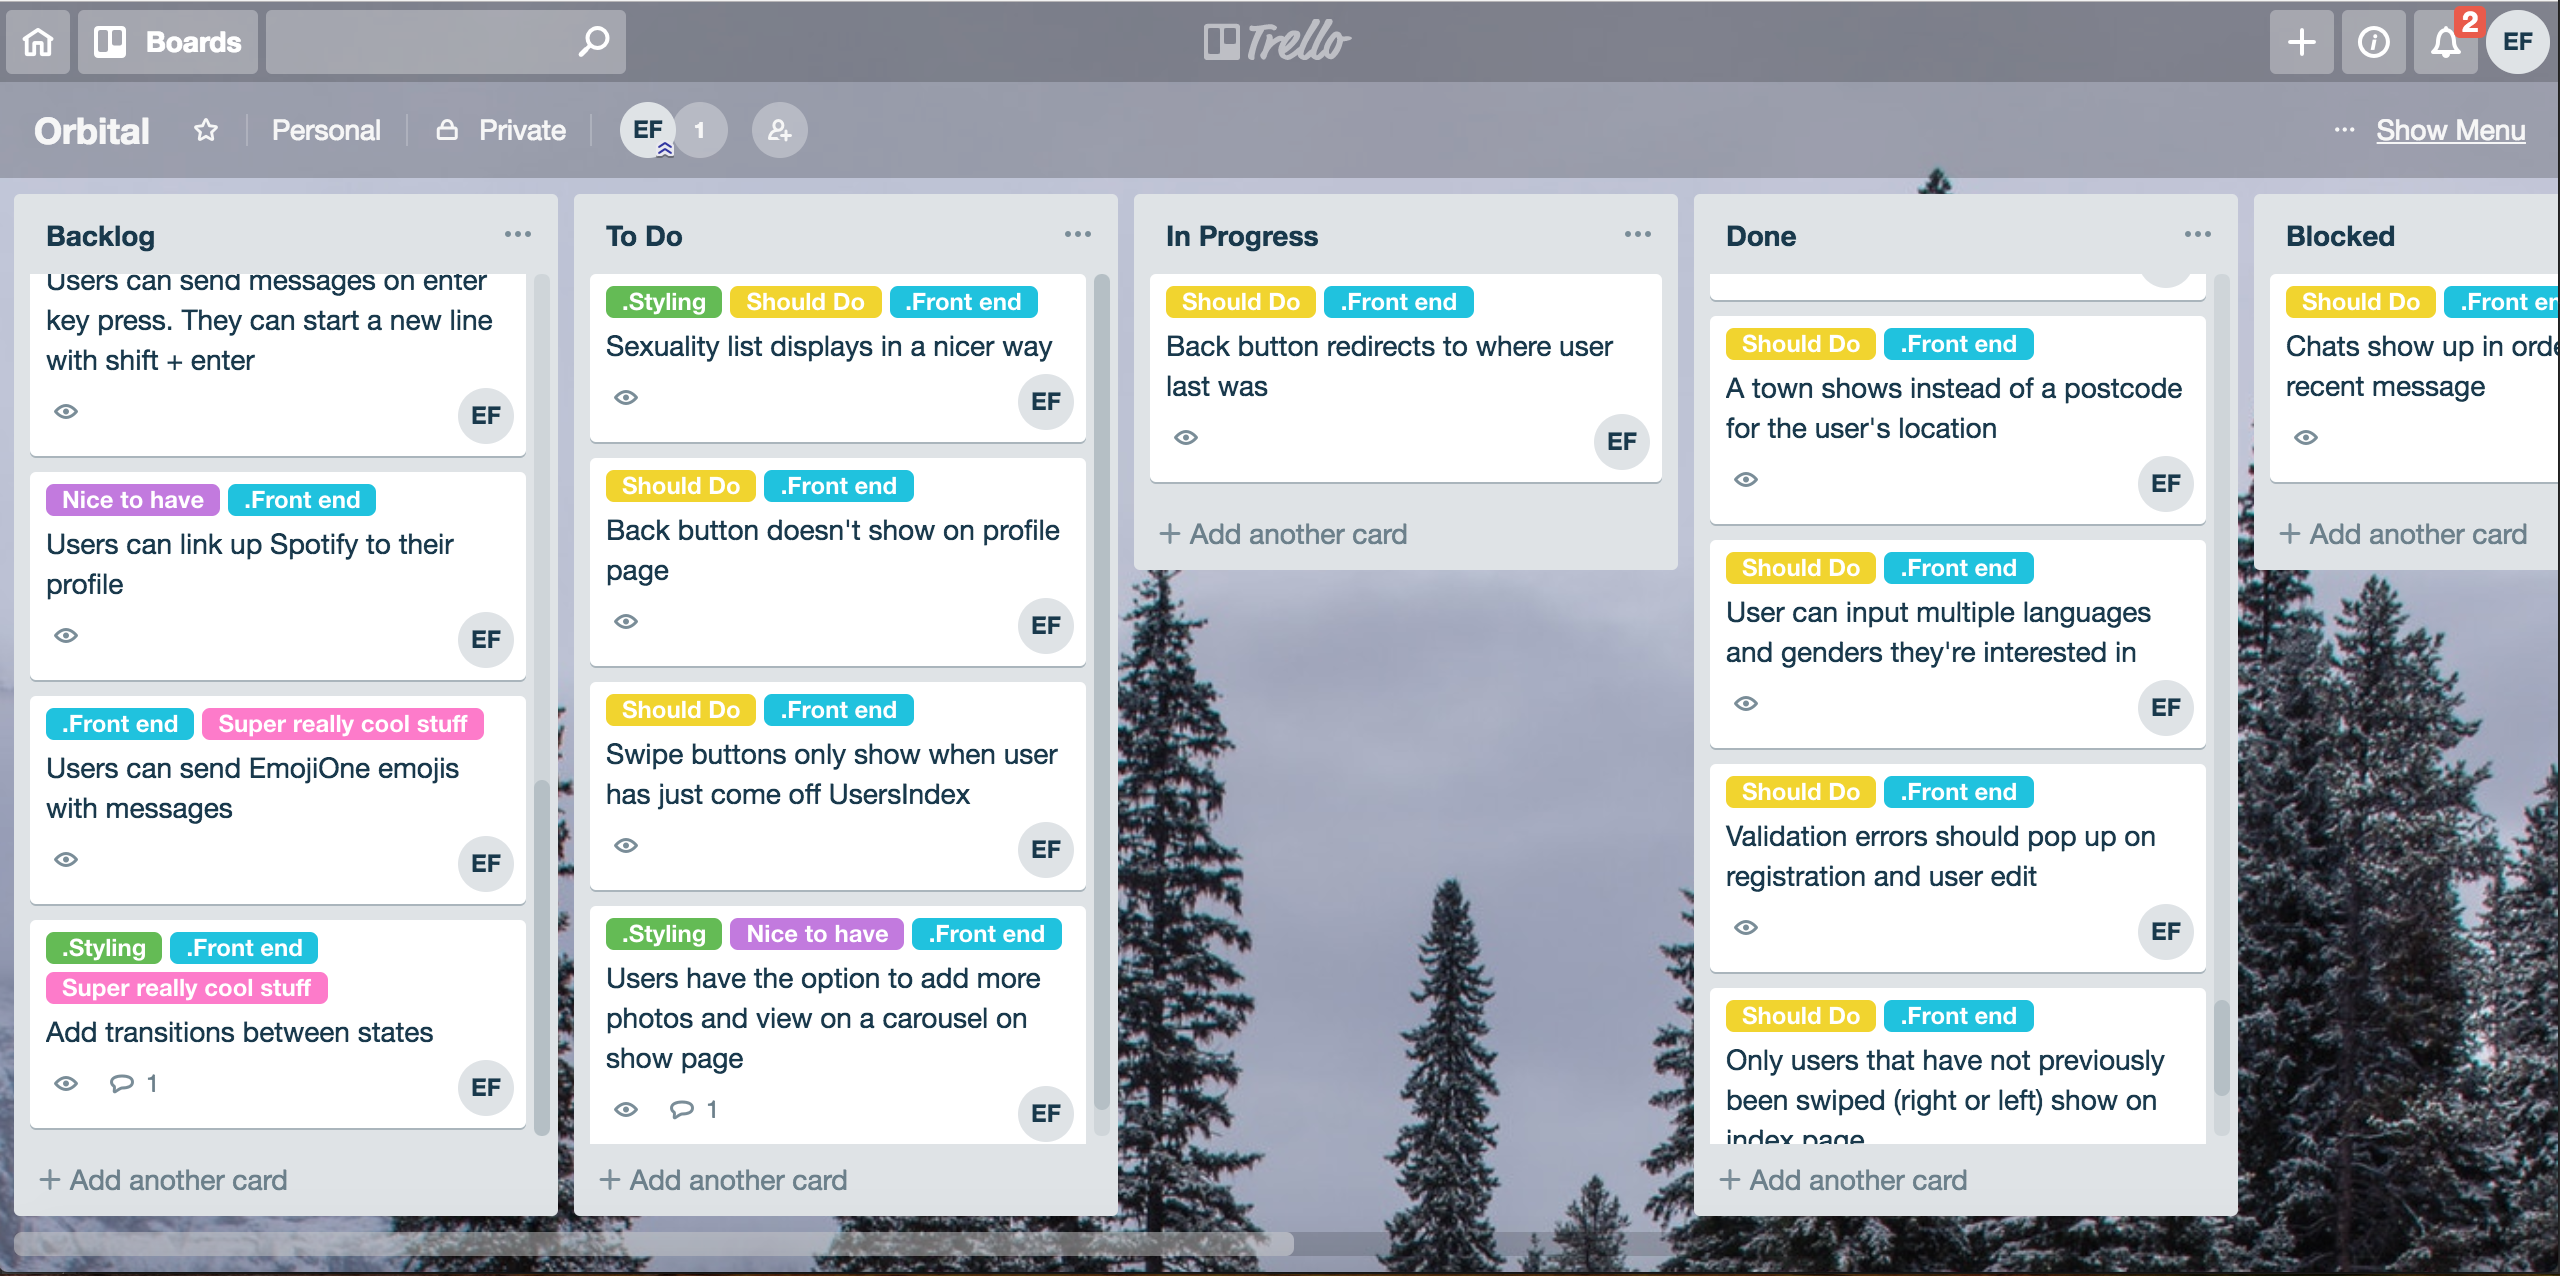 Boards
Trello
2
EF
Orbital
Personal
Private
EF
1
Show Menu
Backlog
Users can send messages on enter
key press. They can start a new line
with shift + enter
EF
Nice to have
.Front end
Users can link up Spotify to their
profile
EF
.Front end
Super really cool stuff
Users can send EmojiOne emojis
with messages
EF
.Styling
.Front end
Super really cool stuff
Add transitions between states
1
EF
+ Add another card
To Do
.Styling
Should Do
.Front end
Sexuality list displays in a nicer way
EF
Should Do
.Front end
Back button doesn't show on profile
page
EF
Should Do
.Front end
Swipe buttons only show when user
has just come off UsersIndex
EF
.Styling
Nice to have
.Front end
Users have the option to add more
photos and view on a carousel on
show page
1
EF
+ Add another card
In Progress
Should Do
.Front end
Back button redirects to where user
last was
EF
+ Add another card
Done
Should Do
.Front end
A town shows instead of a postcode
for the user's location
EF
Should Do
.Front end
User can input multiple languages
and genders they're interested in
EF
Should Do
.Front end
Validation errors should pop up on
registration and user edit
EF
Should Do
.Front end
Only users that have not previously
been swiped (right or left) show on
index page
+ Add another card
Blocked
Should Do
.Front
Chats show up in
recent message
+ Add another card